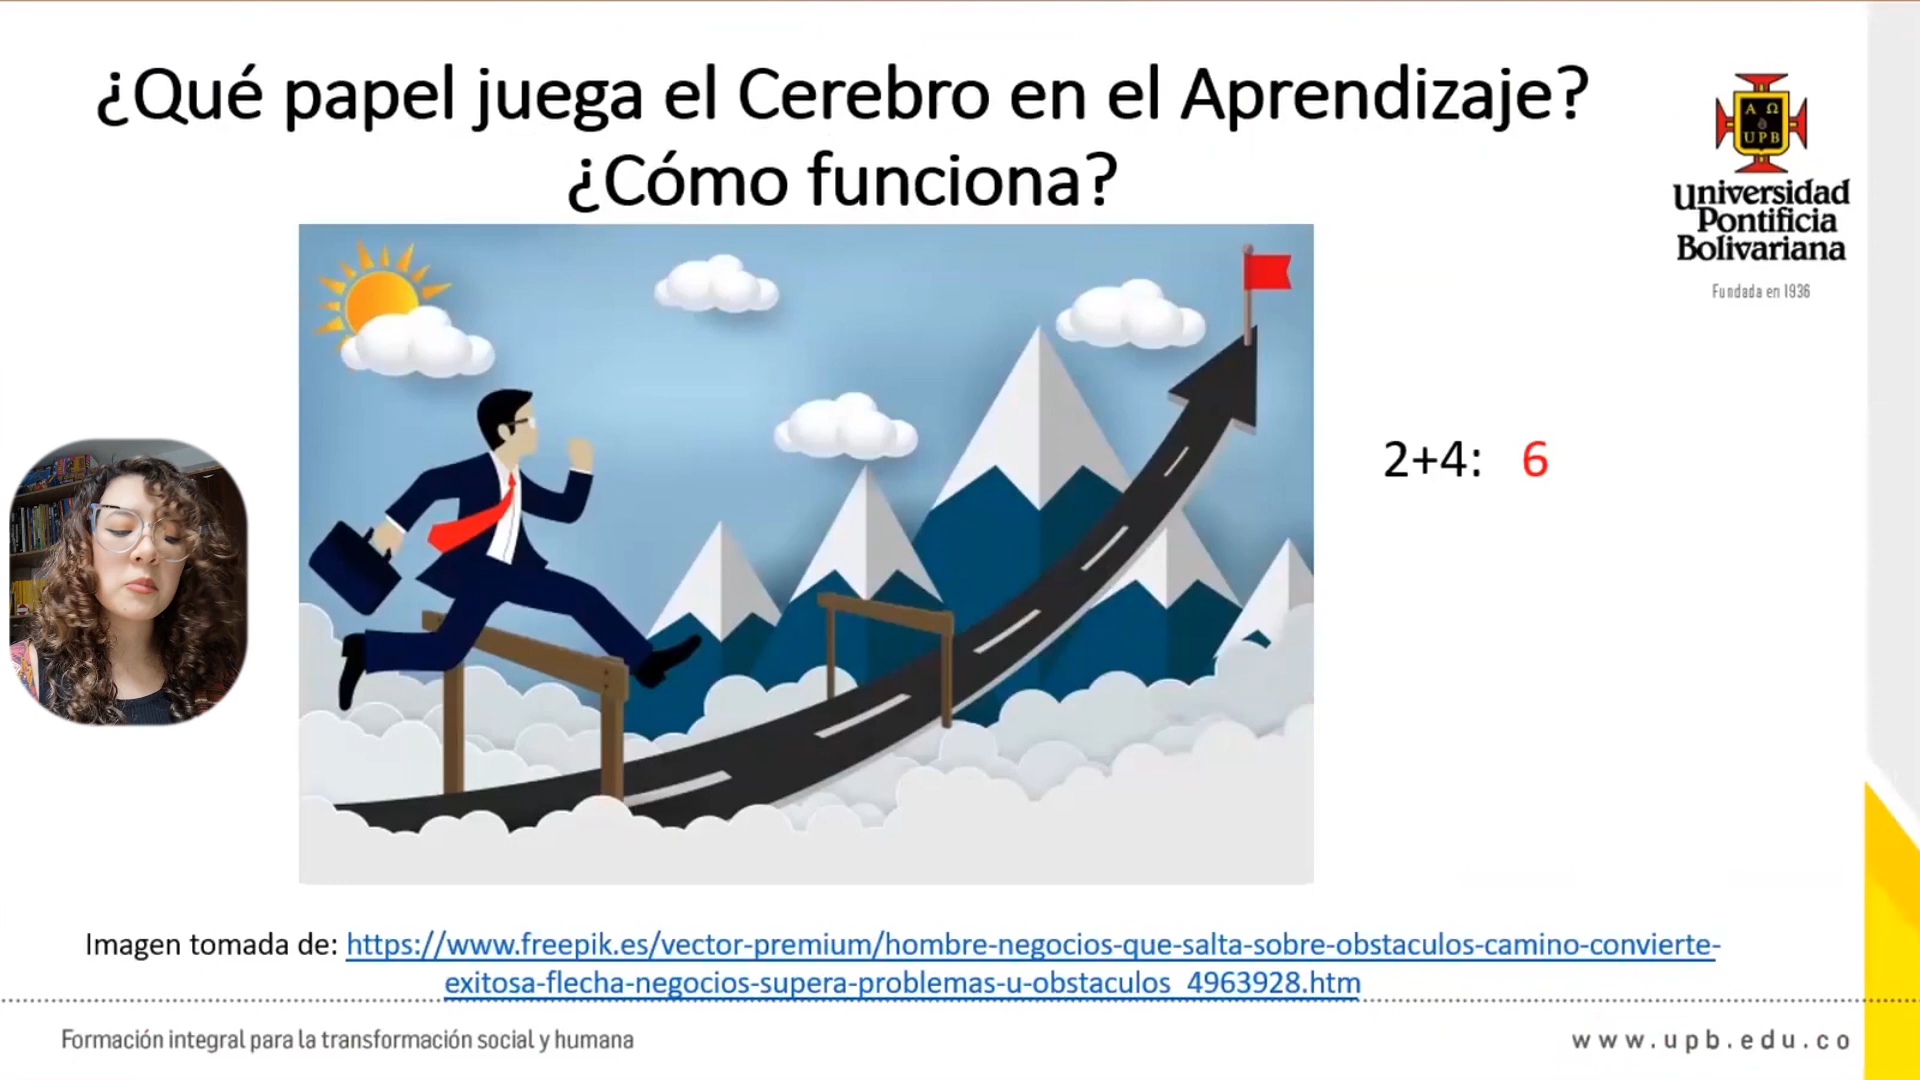 ¿Qué papel juega el Cerebro en el Aprendizaje?
¿Cómo funciona?
Α Ω
UPB
Universidad
Pontificia
Bolivariana
Fundada en 1936
2+4: 6
Imagen tomada de: https://www.freepik.es/vector-premium/hombre-negocios-que-salta-sobre-obstaculos-camino-convierte-
exitosa-flecha-negocios-supera-problemas-u-obstaculos_4963928.htm
Formación integral para la transformación social y humana
www.upb.edu.co